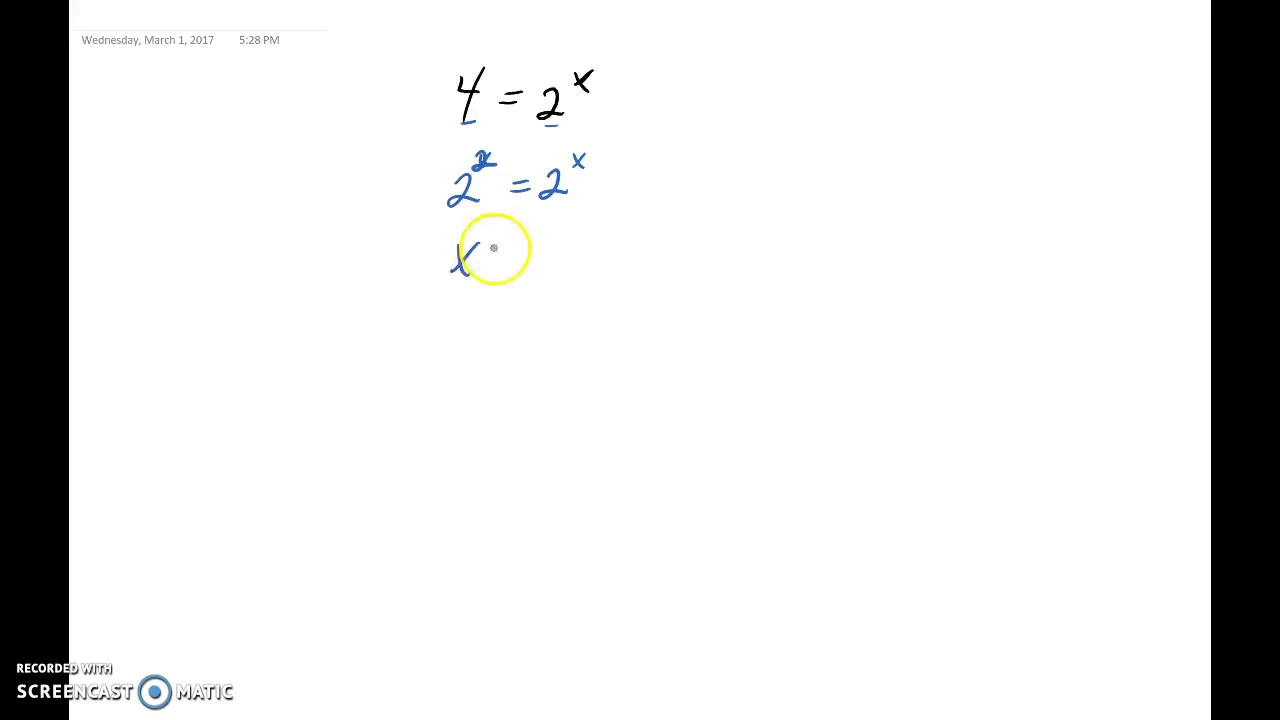 Wednesday, March 1, 2017 5:28 PM
4 = 2^x
2^2 = 2^x
x
RECORDED WITH
SCREENCAST MATIC